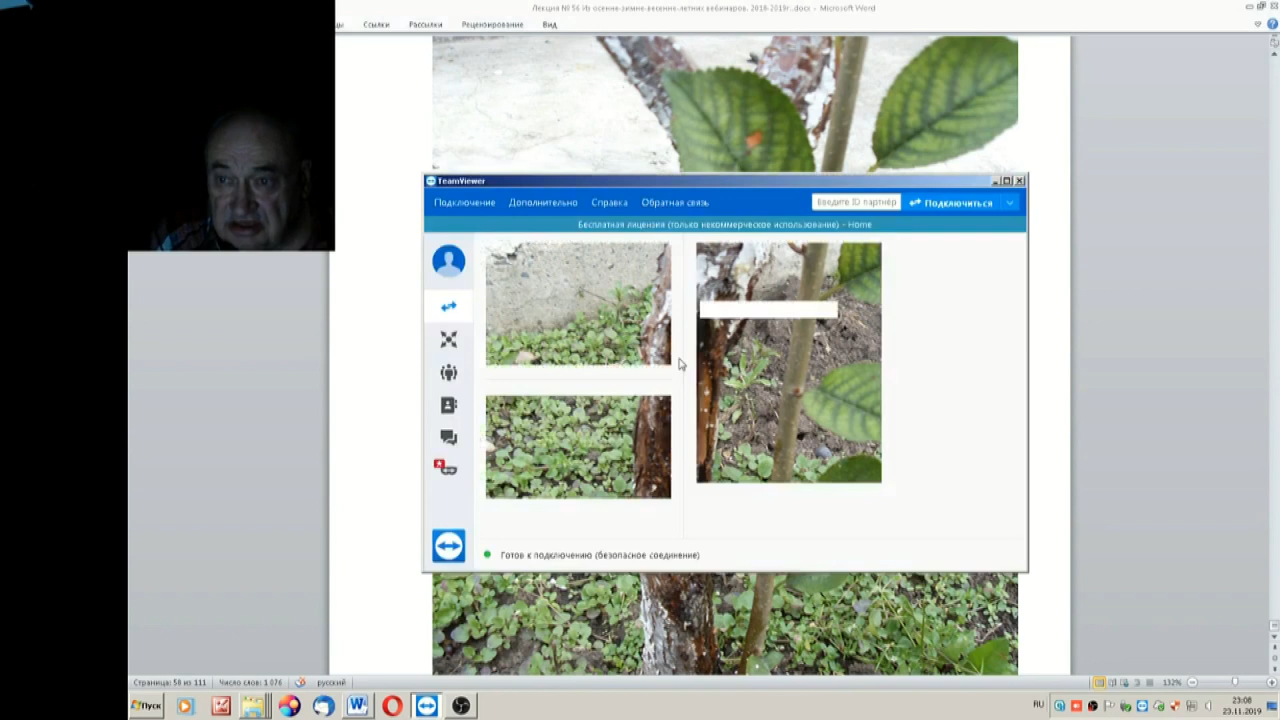 Лекция № 56 Из осенне-зимне-весенне-летних вебинаров. 2018-2019г..docx - Microsoft Word
цы Ссылки Рассылки Рецензирование Вид
TeamViewer
Подключение Дополнительно Справка Обратная связь
Введите ID партнёр
Подключиться
Бесплатная лицензия (только некоммерческое использование) - Home
Готов к подключению (безопасное соединение)
Страница: 58 из 111 Число слов: 1 076 русский
132%
Пуск
RU
23:08
23.11.2019